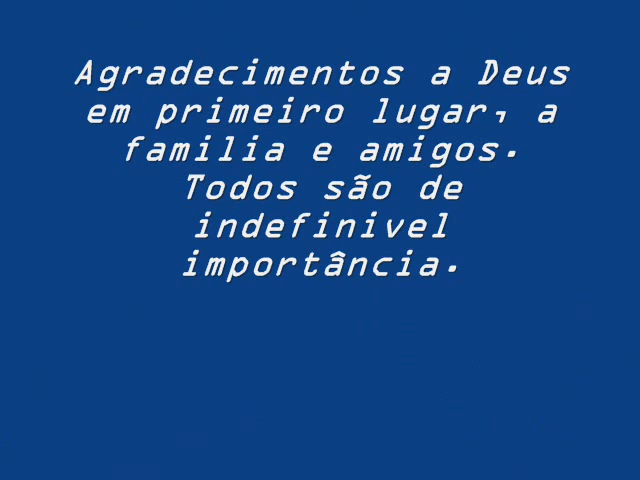 Agradecimentos a Deus
em primeiro lugar, a
familia e amigos.
Todos são de
indefinivel
importância.